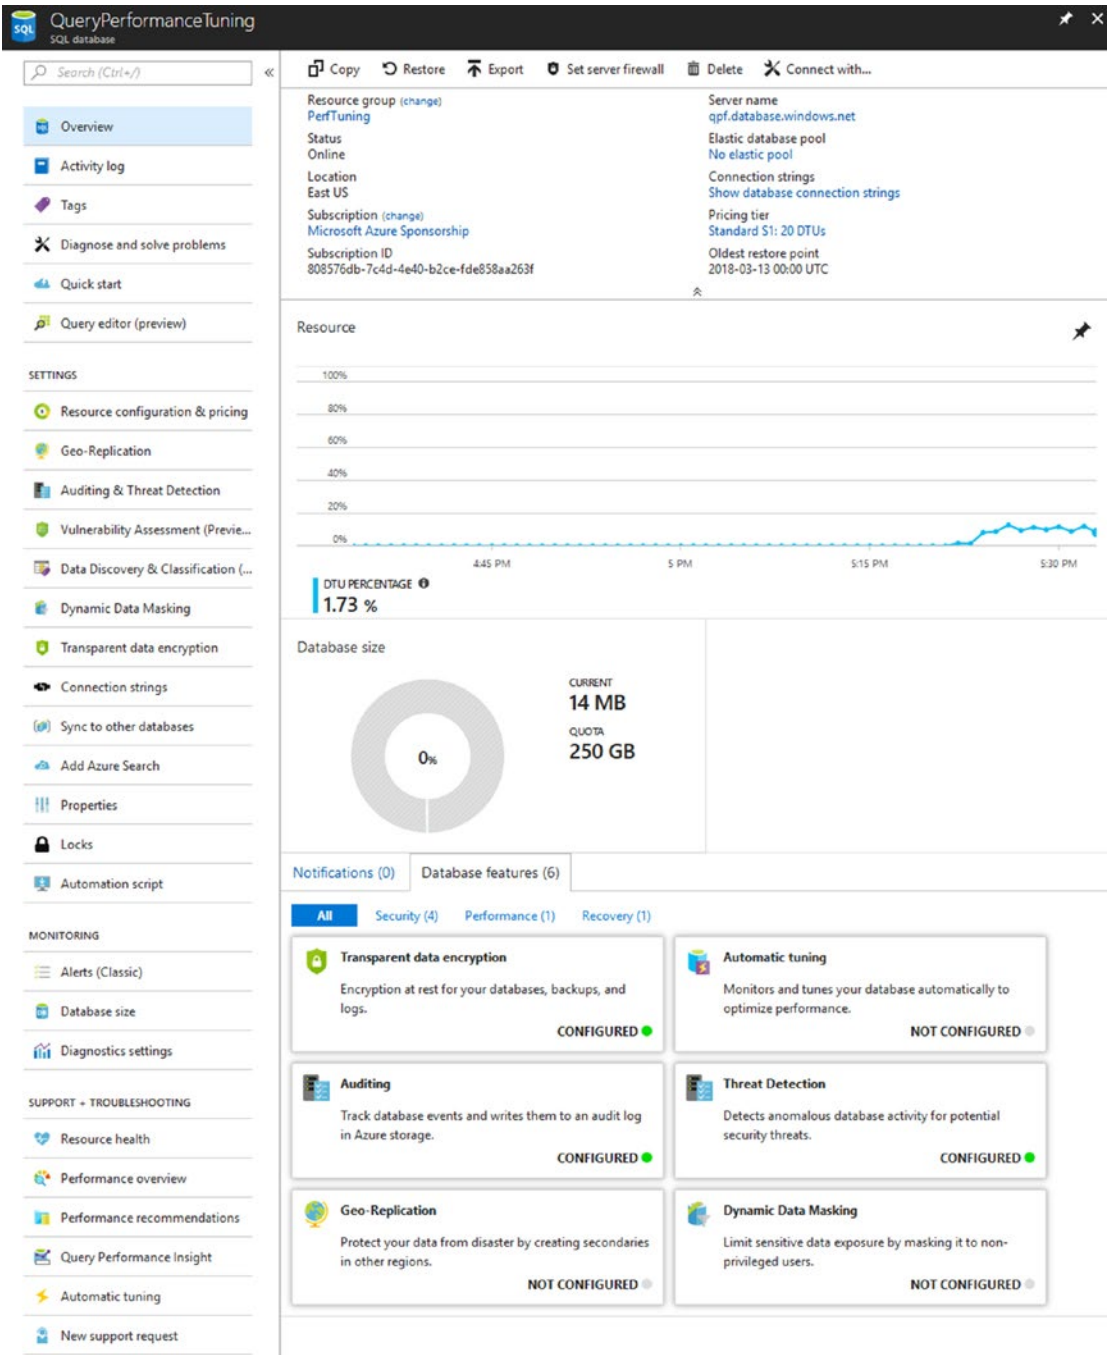 SQL
QueryPerformanceTuning
SQL database
Search (Ctrl+/)
Overview
Activity log
Tags
Diagnose and solve problems
Quick start
Query editor (preview)
SETTINGS
Resource configuration & pricing
Geo-Replication
Auditing & Threat Detection
Vulnerability Assessment (Previe...
Data Discovery & Classification (...
Dynamic Data Masking
Transparent data encryption
Connection strings
Sync to other databases
Add Azure Search
Properties
Locks
Automation script
MONITORING
Alerts (Classic)
Database size
Diagnostics settings
SUPPORT + TROUBLESHOOTING
Resource health
Performance overview
Performance recommendations
Query Performance Insight
Automatic tuning
New support request
Copy Restore Export Set server firewall Delete Connect with...
Resource group (change)
PerfTuning
Status
Online
Location
East US
Subscription (change)
Microsoft Azure Sponsorship
Subscription ID
808576db-7c4d-4e40-b2ce-fde858aa263f
Server name
qpf.database.windows.net
Elastic database pool
No elastic pool
Connection strings
Show database connection strings
Pricing tier
Standard S1: 20 DTUs
Oldest restore point
2018-03-13 00:00 UTC
Resource
100%
80%
60%
40%
20%
0%
4:45 PM 5 PM 5:15 PM 5:30 PM
DTU PERCENTAGE
1.73 %
Database size
0%
CURRENT
14 MB
QUOTA
250 GB
Notifications (0) Database features (6)
All Security (4) Performance (1) Recovery (1)
Transparent data encryption
Encryption at rest for your databases, backups, and
logs.
CONFIGURED
Automatic tuning
Monitors and tunes your database automatically to
optimize performance.
NOT CONFIGURED
Auditing
Track database events and writes them to an audit log
in Azure storage.
CONFIGURED
Threat Detection
Detects anomalous database activity for potential
security threats.
CONFIGURED
Geo-Replication
Protect your data from disaster by creating secondaries
in other regions.
NOT CONFIGURED
Dynamic Data Masking
Limit sensitive data exposure by masking it to non-
privileged users.
NOT CONFIGURED